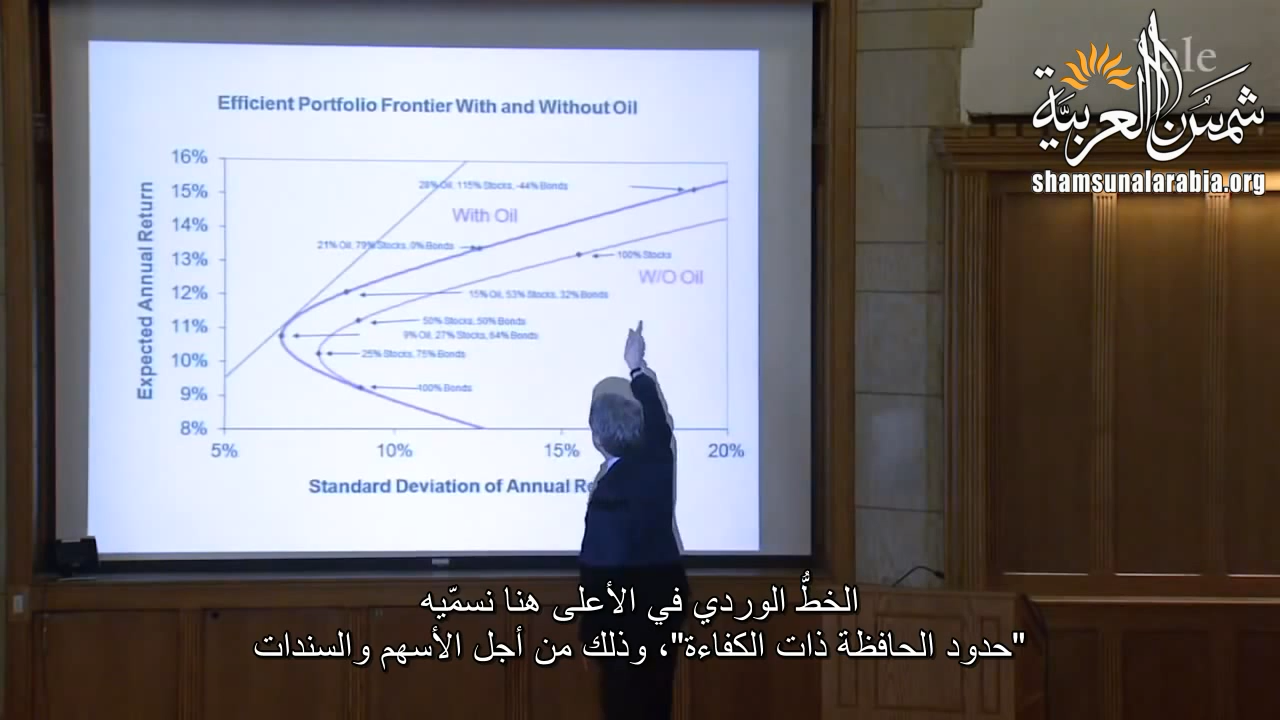 Yale
شمس العربية
shamsunalarabia.org
Efficient Portfolio Frontier With and Without Oil
Expected Annual Return
16%
15%
14%
13%
12%
11%
10%
9%
8%
28% Oil, 115% Stocks, -44% Bonds
With Oil
21% Oil, 79% Stocks, 0% Bonds
100% Stocks
W/O Oil
15% Oil, 53% Stocks, 32% Bonds
50% Stocks, 50% Bonds
9% Oil, 27% Stocks, 64% Bonds
25% Stocks, 75% Bonds
100% Bonds
5%
10%
15%
20%
Standard Deviation of Annual
الخطُّ الوردي في الأعلى هنا نسمّيه
"حدود الحافظة ذات الكفاءة"، وذلك من أجل الأسهم والسندات